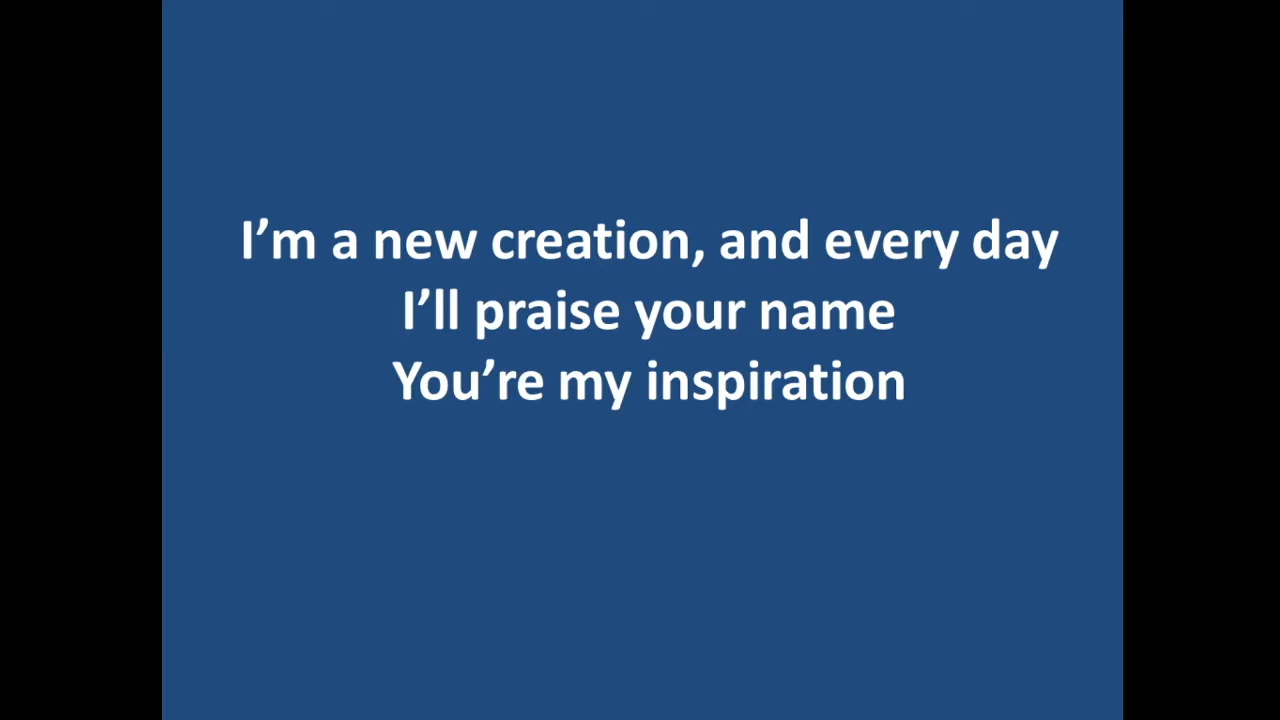 I’m a new creation, and every day
I’ll praise your name
You’re my inspiration